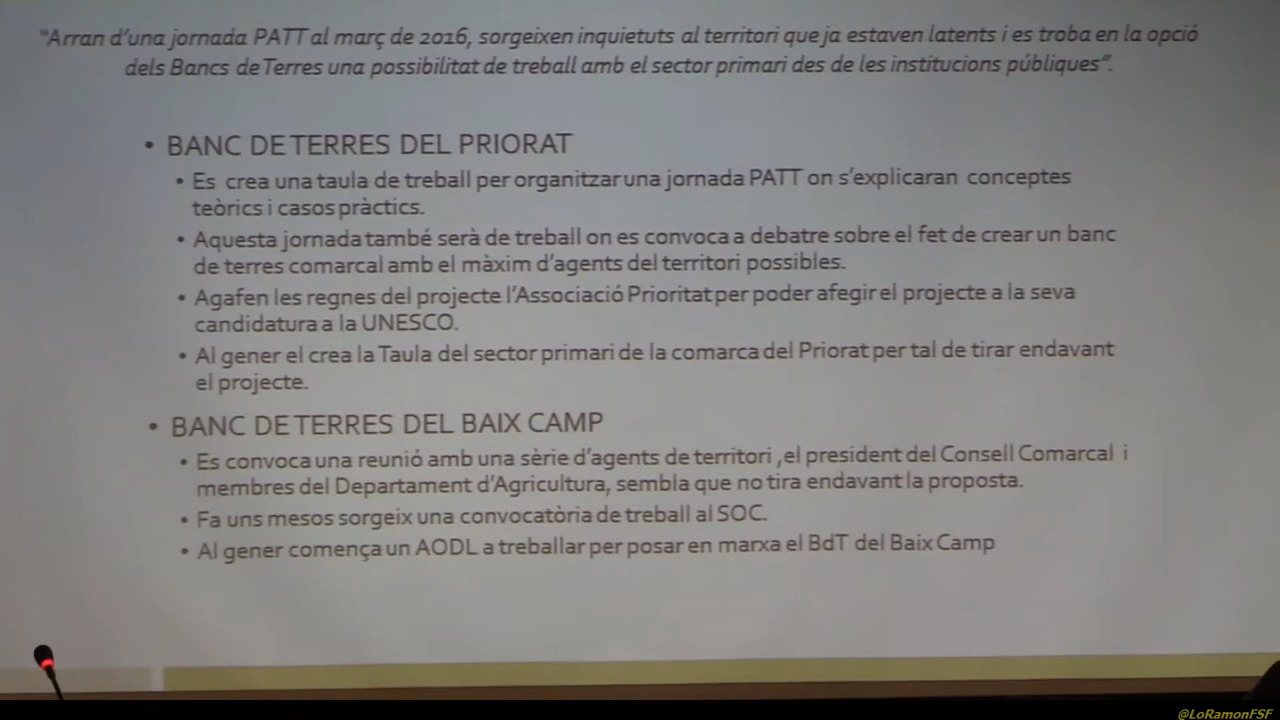 "Arran d'una jornada PATT al març de 2016, sorgeixen inquietuts al territori que ja estaven latents i es troba en la opció
dels Bancs de Terres una possibilitat de treball amb el sector primari des de les institucions públiques".
• BANC DE TERRES DEL PRIORAT
• Es crea una taula de treball per organitzar una jornada PATT on s'explicaran conceptes
teòrics i casos pràctics.
• Aquesta jornada també serà de treball on es convoca a debatre sobre el fet de crear un banc
de terres comarcal amb el màxim d'agents del territori possibles.
• Agafen les regnes del projecte l'Associació Prioritat per poder afegir el projecte a la seva
candidatura a la UNESCO.
• Al gener el crea la Taula del sector primari de la comarca del Priorat per tal de tirar endavant
el projecte.
• BANC DE TERRES DEL BAIX CAMP
• Es convoca una reunió amb una sèrie d'agents de territori ,el president del Consell Comarcal i
membres del Departament d'Agricultura, sembla que no tira endavant la proposta.
• Fa uns mesos sorgeix una convocatòria de treball al SOC.
• Al gener comença un AODL a treballar per posar en marxa el BdT del Baix Camp
@LoRamonFSF